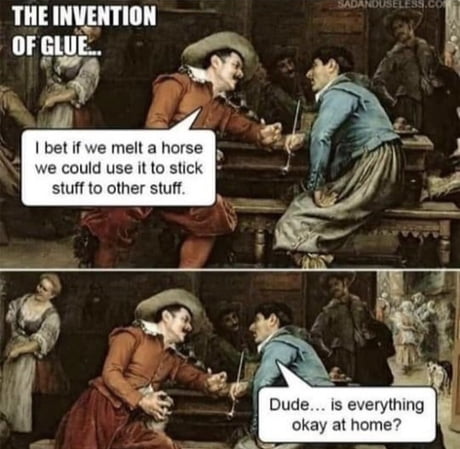 SADANDUSELESS.COM
THE INVENTION
OF GLUE...
I bet if we melt a horse
we could use it to stick
stuff to other stuff.
Dude... is everything
okay at home?